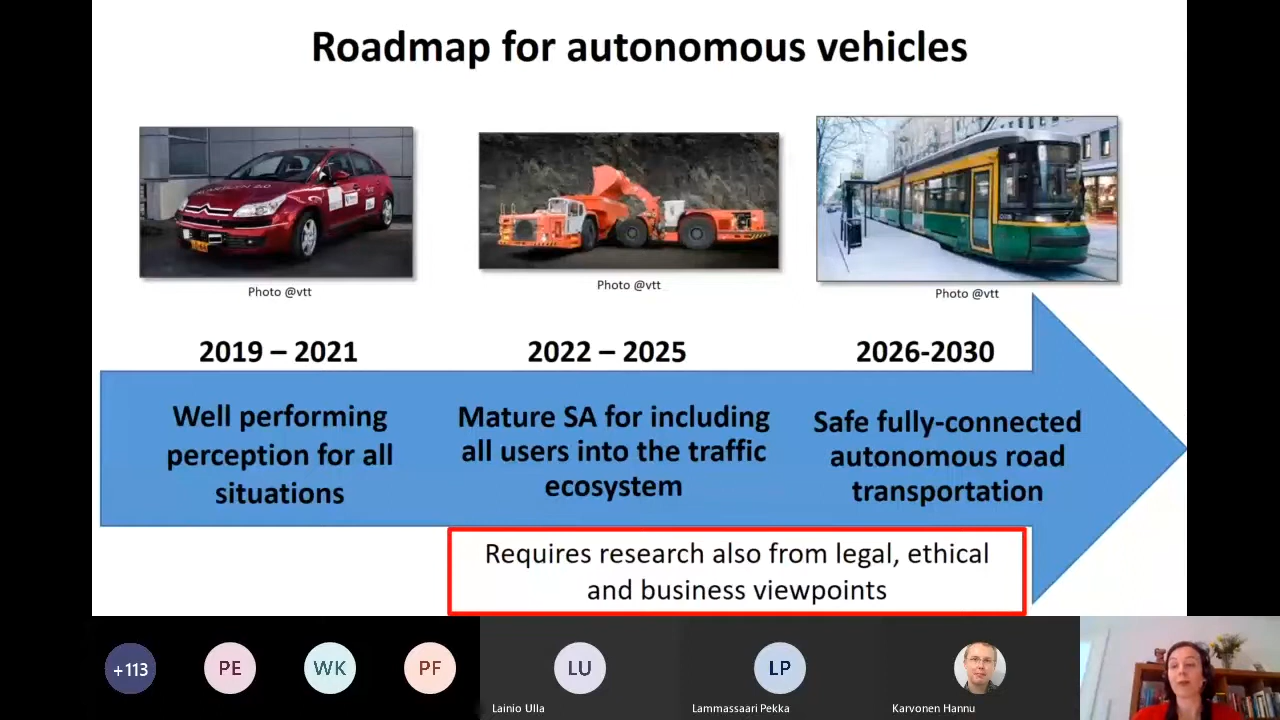 Roadmap for autonomous vehicles
Photo @vtt
Photo @vtt
Photo @vtt
2019 – 2021
2022 – 2025
2026-2030
Well performing
perception for all
situations
Mature SA for including
all users into the traffic
ecosystem
Safe fully-connected
autonomous road
transportation
Requires research also from legal, ethical
and business viewpoints
+113
PE
WK
PF
LU
LP
Lainio Ulla
Lammassaari Pekka
Karvonen Hannu